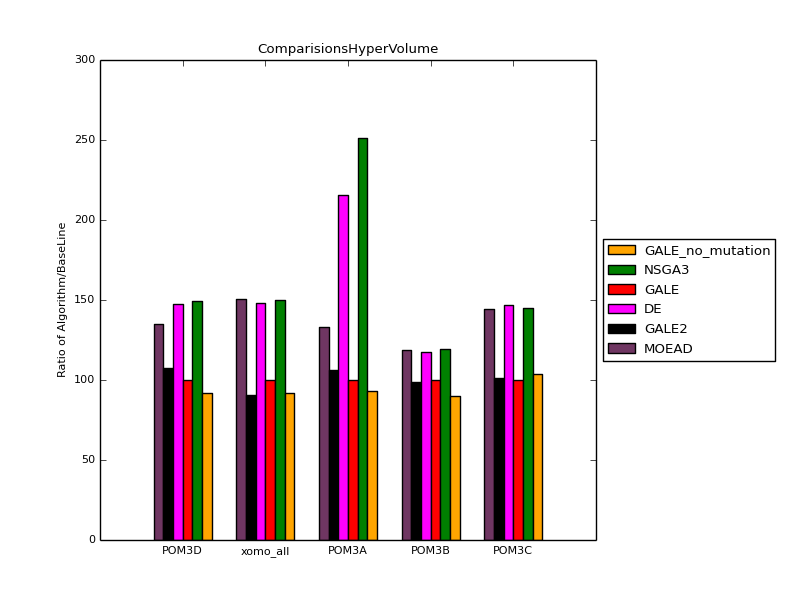 ComparisionsHyperVolume
Ratio of Algorithm/BaseLine
300
250
200
150
100
50
0
POM3D xomo_all POM3A POM3B POM3C
GALE_no_mutation
NSGA3
GALE
DE
GALE2
MOEAD